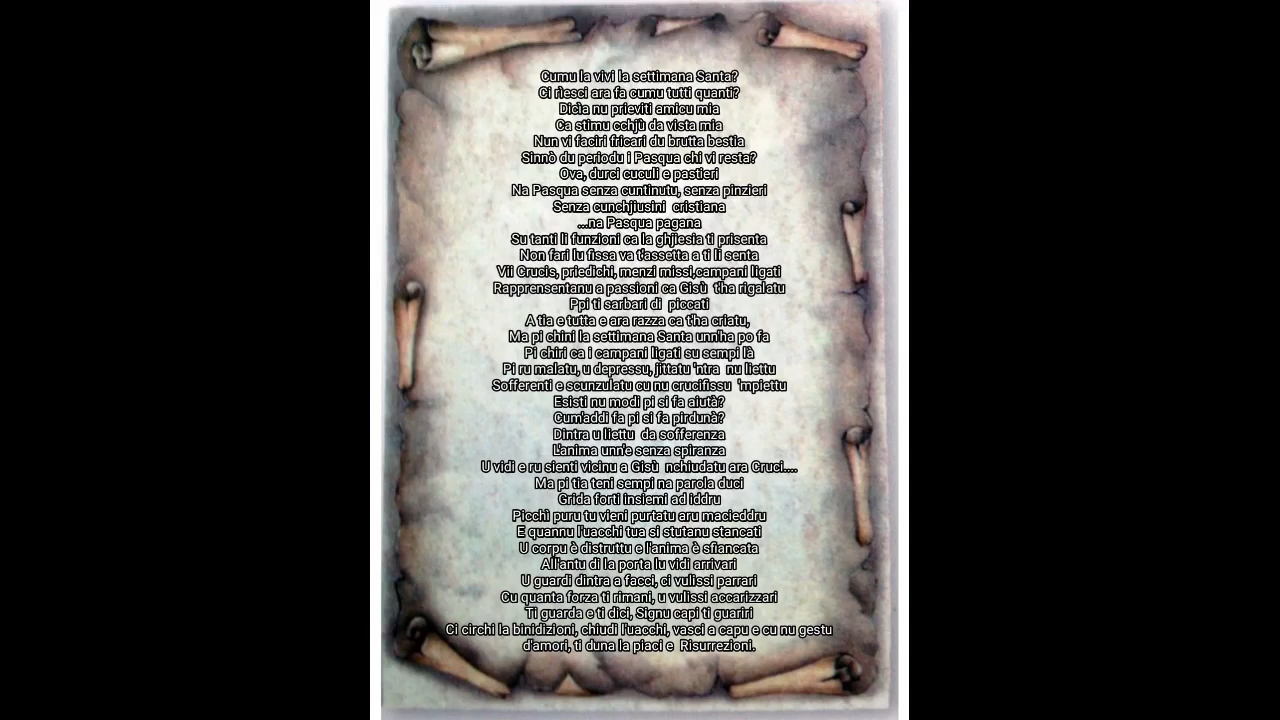 Cumu la vivi la settimana Santa?
Ci riesci ara fa cumu tutti quanti?
Dicìa nu prieviti amicu mia
Ca stimu cchjù da vista mia
Nun vi faciri fricari du brutta bestia
Sinnò du periodu i Pasqua chi vi resta?
Ova, durci cuculi e pastieri
Na Pasqua senza cuntinutu, senza pinzieri
Senza cunchjiusini cristiana
...na Pasqua pagana
Su tanti li funzioni ca la ghjiesia ti prisenta
Non fari lu fissa va t'assetta a ti li senta
Vii Crucis, priedichi, menzi missi,campani ligati
Rapprensentanu a passioni ca Gisù t'ha rigalatu
Ppi ti sarbari di piccati
A tia e tutta e ara razza ca t'ha criatu,
Ma pi chini la settimana Santa unn'ha po fa
Pi chiri ca i campani ligati su sempi là
Pi ru malatu, u depressu, jittatu 'ntra nu liettu
Sofferenti e scunzulatu cu nu crucifissu 'mpiettu
Esisti nu modi pi si fa aiutà?
Cum'addi fa pi si fa pirdunà?
Dintra u liettu da sofferenza
L'anima unn'e senza spiranza
U vidi e ru sienti vicinu a Gisù nchiudatu ara Cruci....
Ma pi tia teni sempi na parola duci
Grida forti insiemi ad iddru
Picchì puru tu vieni purtatu aru macieddru
E quannu l'uacchi tua si stutanu stancati
U corpu è distruttu e l'anima è sfiancata
All'antu di la porta lu vidi arrivari
U guardi dintra a facci, ci vulissi parrari
Cu quanta forza ti rimani, u vulissi accarizzari
Ti guarda e ti dici, Signu capi ti guariri
Ci circhi la binidizioni, chiudi l'uacchi, vasci a capu e cu nu gestu
d'amori, ti duna la piaci e Risurrezioni.